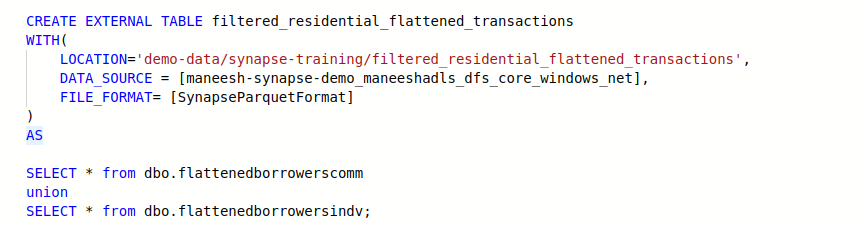 CREATE EXTERNAL TABLE filtered_residential_flattened_transactions
WITH(
LOCATION='demo-data/synapse-training/filtered_residential_flattened_transactions',
DATA_SOURCE = [maneesh-synapse-demo_maneeshadls_dfs_core_windows_net],
FILE_FORMAT= [SynapseParquetFormat]
)
AS
SELECT * from dbo.flattenedborrowerscomm
union
SELECT * from dbo.flattenedborrowersindv;